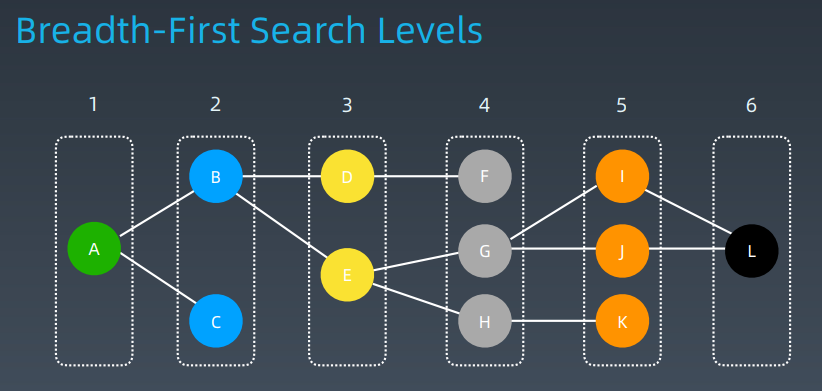 Breadth-First Search Levels
1 2 3 4 5 6
B D F I
A G J L
E
C H K